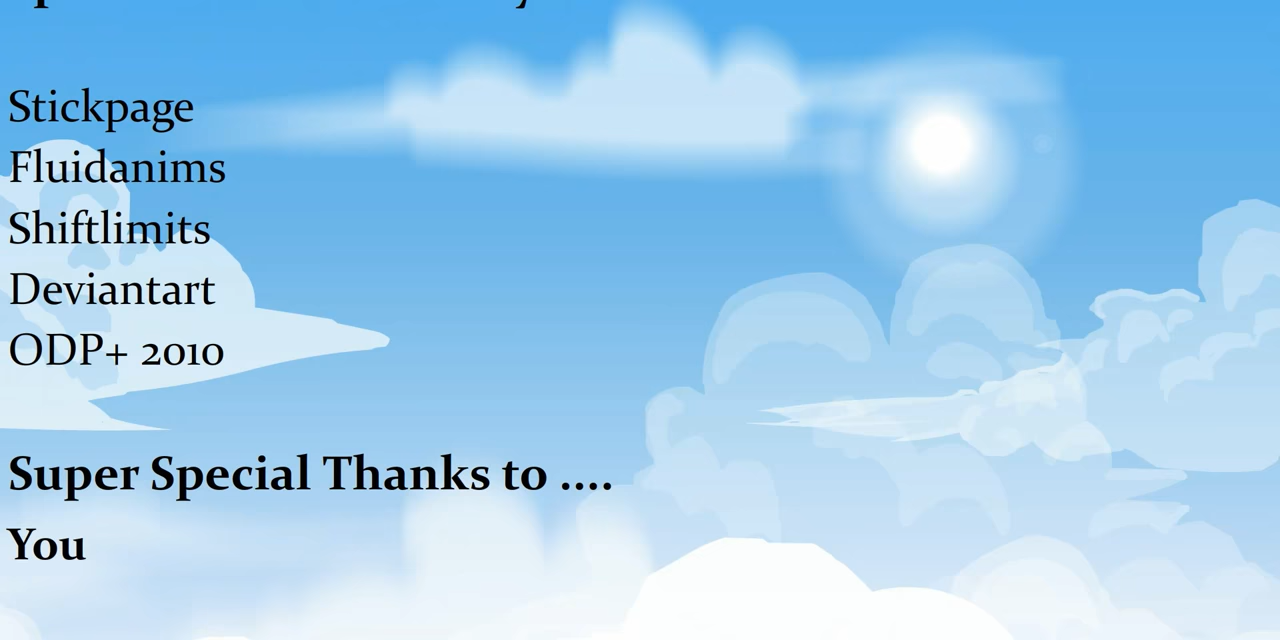 Stickpage
Fluidanims
Shiftlimits
Deviantart
ODP+ 2010
Super Special Thanks to ....
You